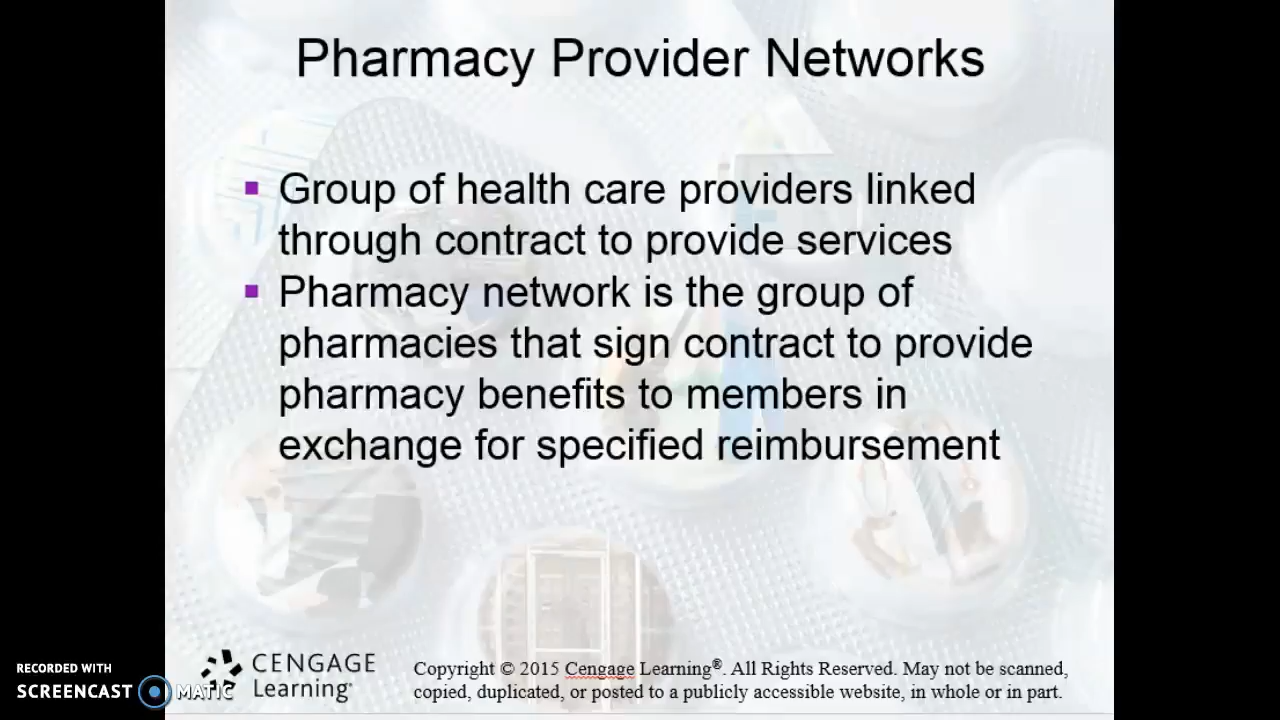 Pharmacy Provider Networks
▪ Group of health care providers linked
through contract to provide services
▪ Pharmacy network is the group of
pharmacies that sign contract to provide
pharmacy benefits to members in
exchange for specified reimbursement
CENGAGE
Learning®
Copyright © 2015 Cengage Learning®. All Rights Reserved. May not be scanned,
copied, duplicated, or posted to a publicly accessible website, in whole or in part.
RECORDED WITH
SCREENCAST MATIC